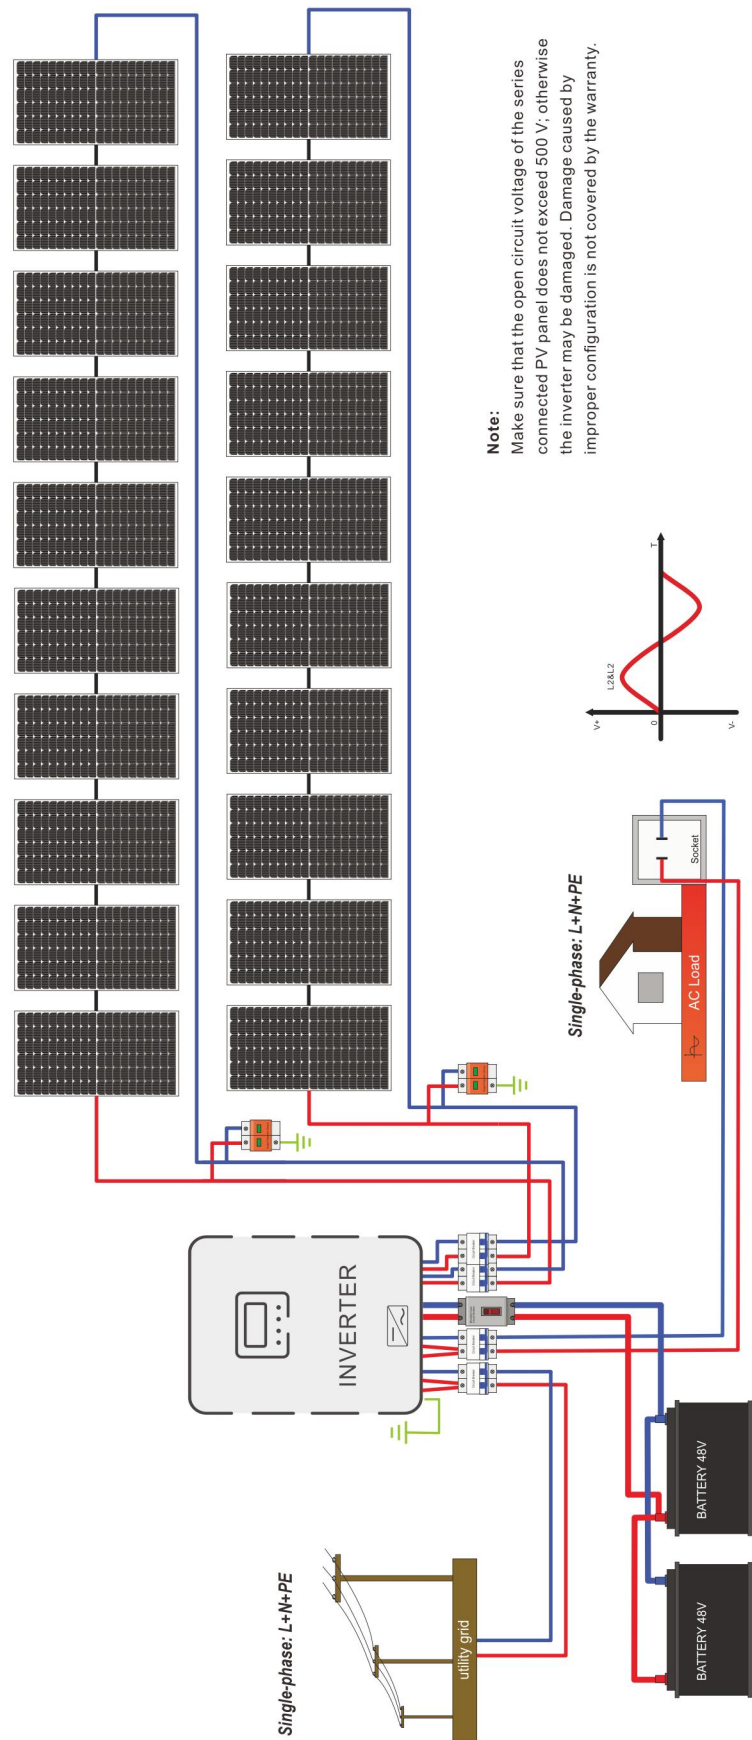 Note:
Make sure that the open circuit voltage of the series
connected PV panel does not exceed 500 V; otherwise
the inverter may be damaged. Damage caused by
improper configuration is not covered by the warranty.
V+
L2&L2
0
T
V-
INVERTER
Single-phase: L+N+PE
AC Load
Socket
Single-phase: L+N+PE
utility grid
BATTERY 48V
BATTERY 48V